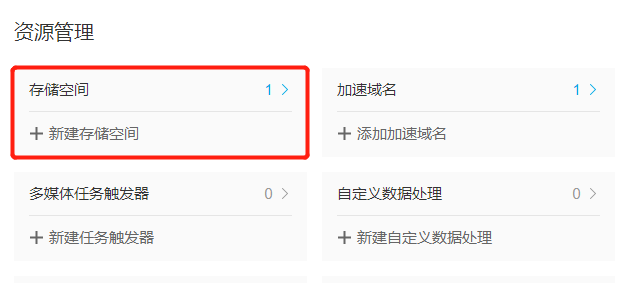 资源管理
存储空间 1
加速域名 1
新建存储空间
添加加速域名
多媒体任务触发器 0
自定义数据处理 0
新建任务触发器
新建自定义数据处理